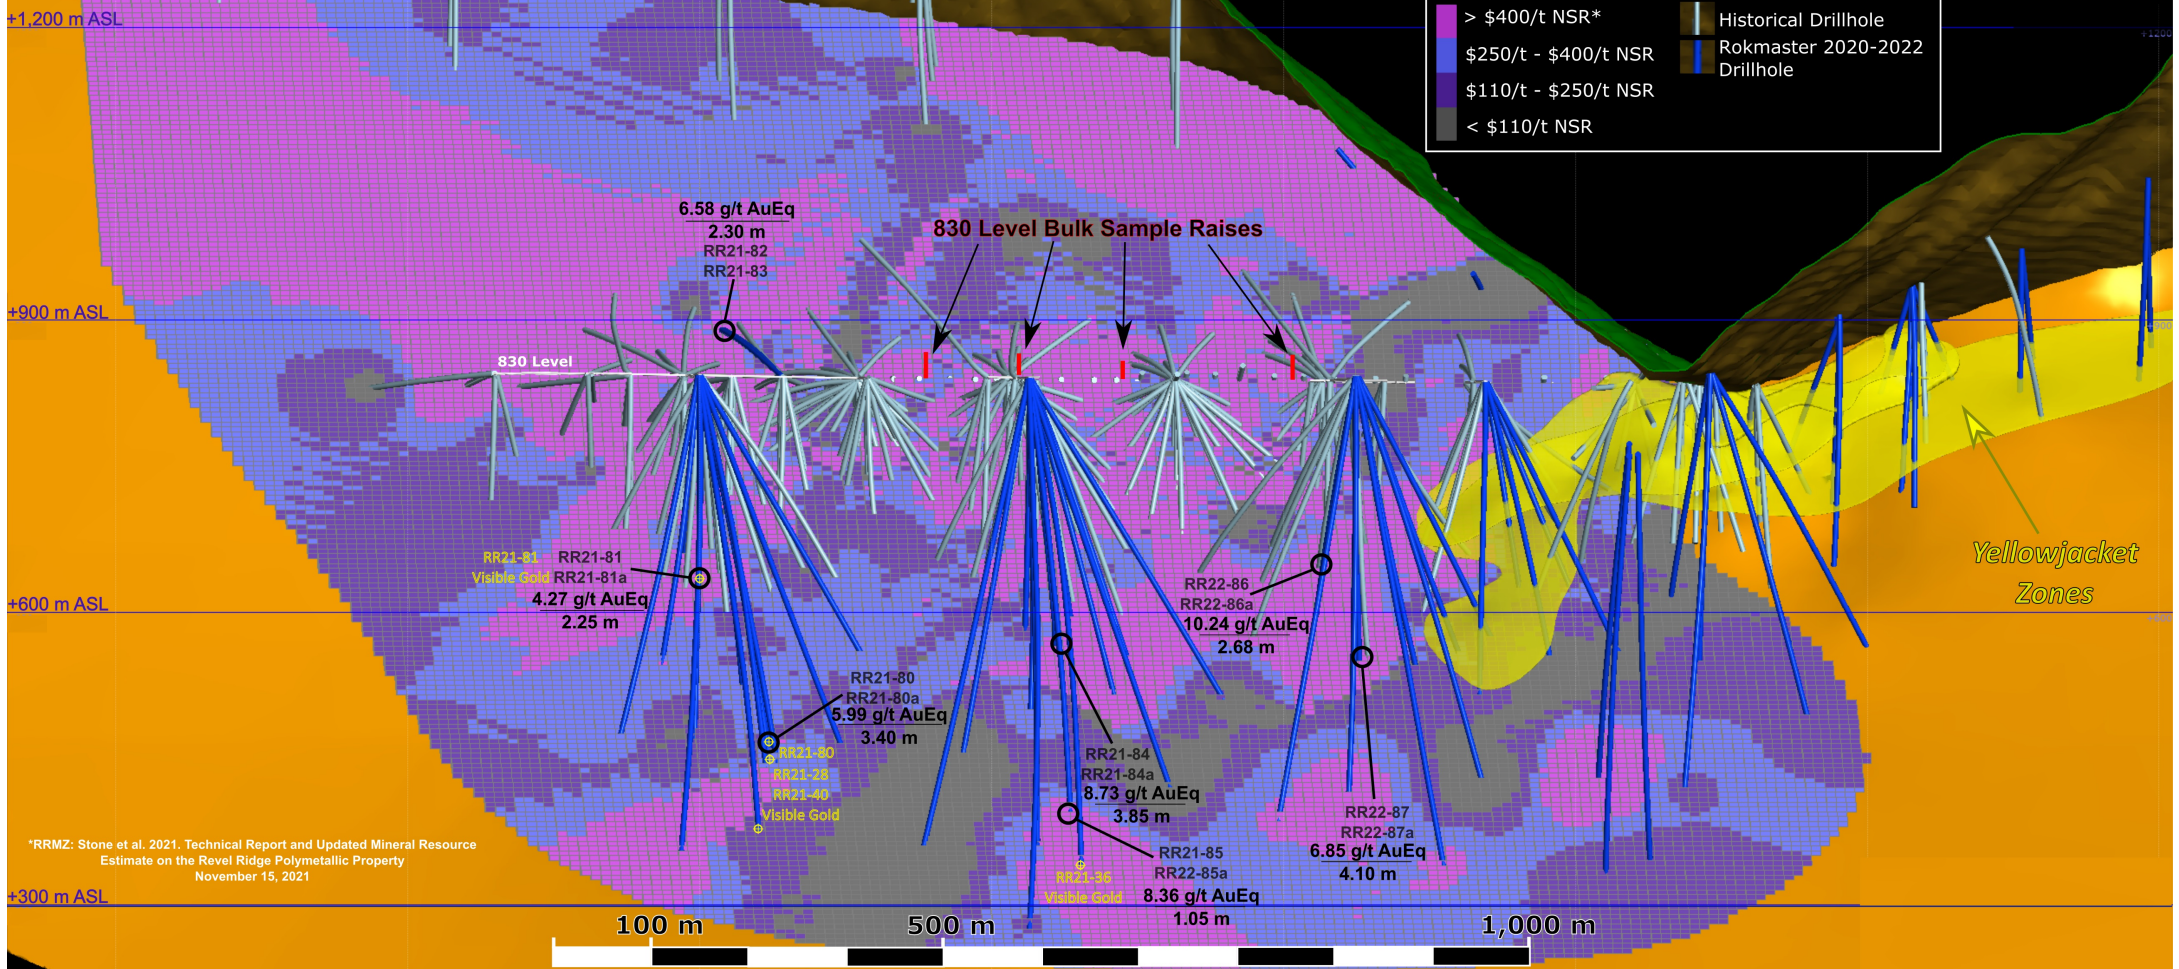 +1,200 m ASL
> $400/t NSR*
$250/t - $400/t NSR
$110/t - $250/t NSR
< $110/t NSR
Historical Drillhole
Rokmaster 2020-2022
Drillhole
+1200
6.58 g/t AuEq
2.30 m
RR21-82
RR21-83
830 Level Bulk Sample Raises
+900 m ASL
+900
830 Level
RR21-81
Visible Gold
RR21-81
RR21-81a
4.27 g/t AuEq
2.25 m
RR22-86
RR22-86a
10.24 g/t AuEq
2.68 m
Yellowjacket
Zones
+600 m ASL
+600
RR21-80
RR21-80a
5.99 g/t AuEq
3.40 m
RR21-80
RR21-28
RR21-40
Visible Gold
RR21-84
RR21-84a
8.73 g/t AuEq
3.85 m
RR22-87
RR22-87a
6.85 g/t AuEq
4.10 m
RR21-85
RR22-85a
8.36 g/t AuEq
1.05 m
RR21-36
Visible Gold
*RRMZ: Stone et al. 2021. Technical Report and Updated Mineral Resource
Estimate on the Revel Ridge Polymetallic Property
November 15, 2021
+300 m ASL
100 m
500 m
1,000 m